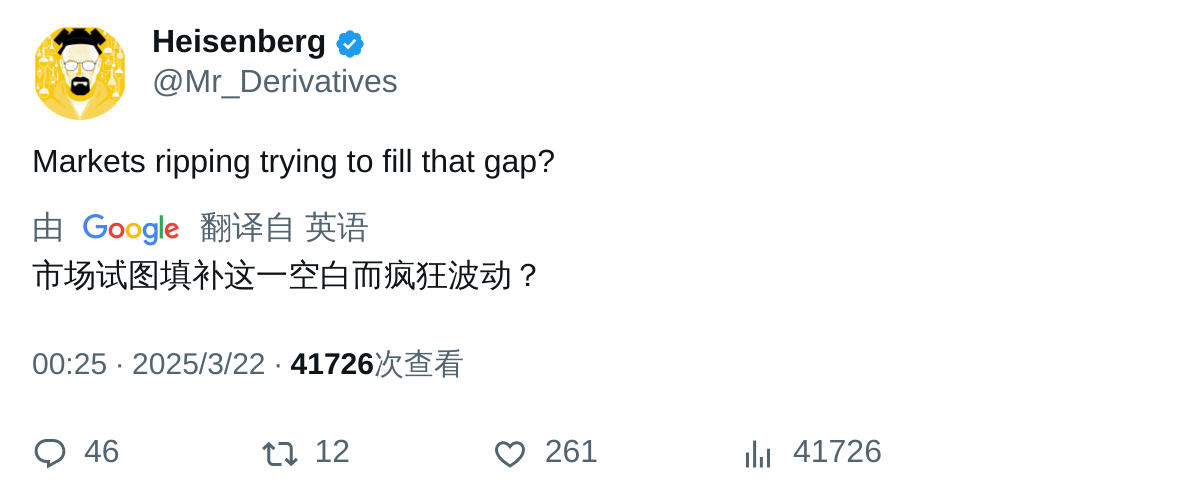 Heisenberg
@Mr_Derivatives
Markets ripping trying to fill that gap?
由 Google 翻译自 英语
市场试图填补这一空白而疯狂波动？
00:25 · 2025/3/22 · 41726次查看
46 12 261 41726